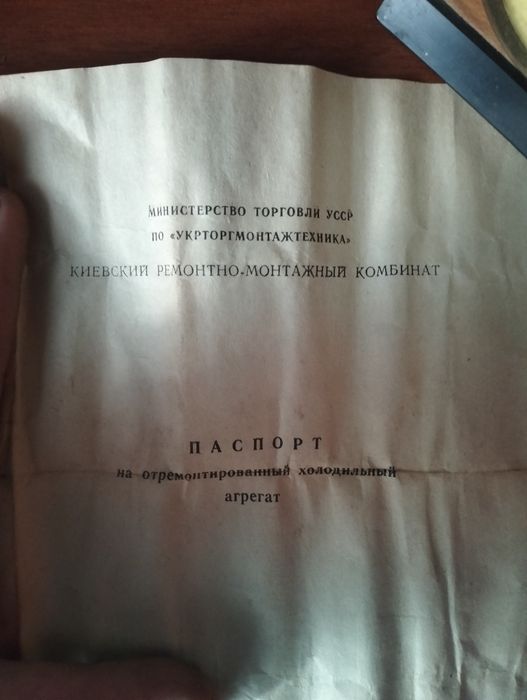 МИНИСТЕРСТВО ТОРГОВЛИ УССР
ПО «УКРТОРГМОНТАЖТЕХНИКА»
КИЕВСКИЙ РЕМОНТНО-МОНТАЖНЫЙ КОМБИНАТ
ПАСПОРТ
на отремонтированный холодильный
агрегат